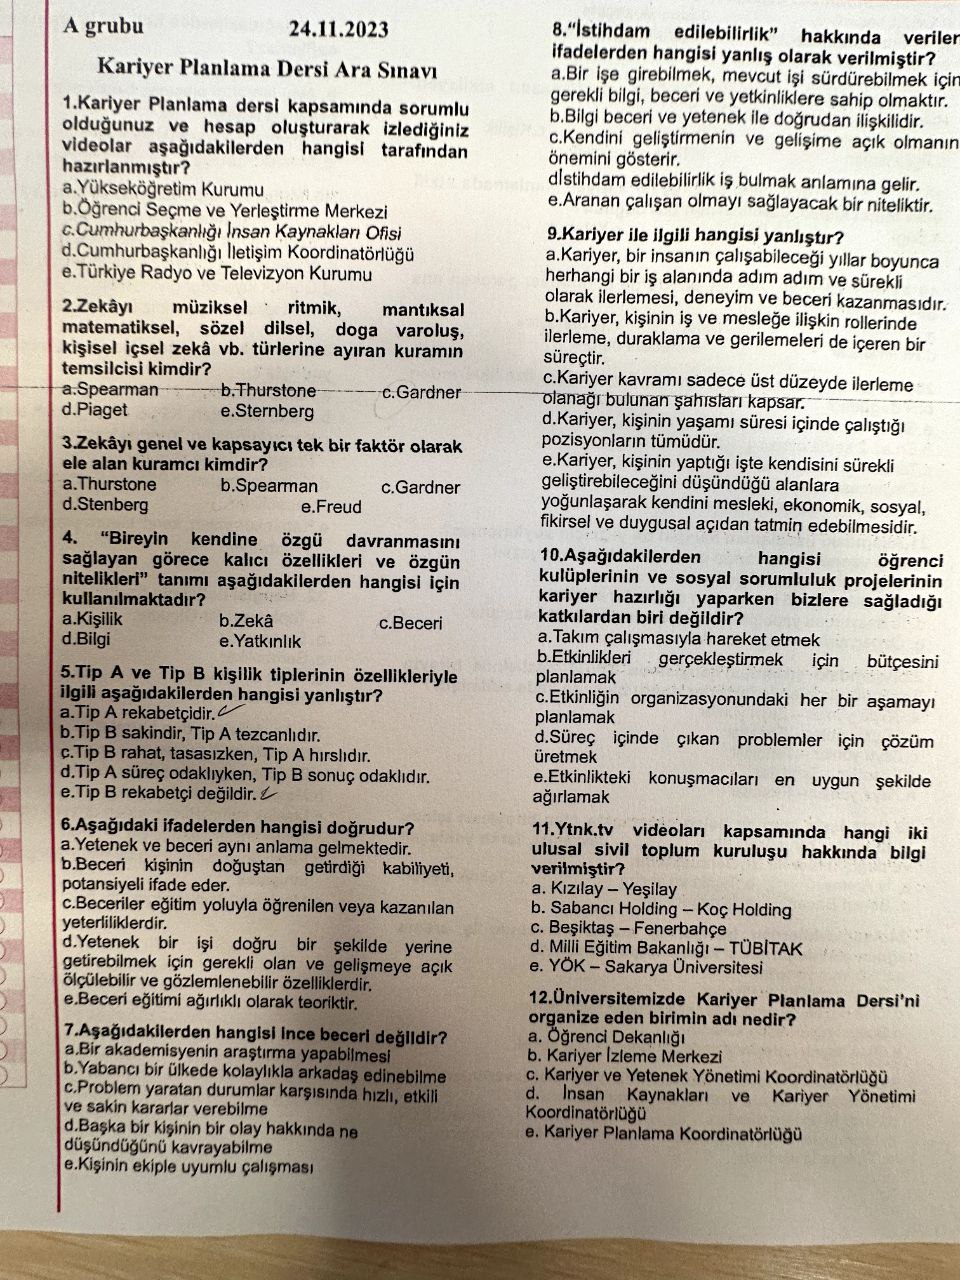 A grubu 24.11.2023
Kariyer Planlama Dersi Ara Sınavı
1.Kariyer Planlama dersi kapsamında sorumlu
olduğunuz ve hesap oluşturarak izlediğiniz
videolar aşağıdakilerden hangisi tarafından
hazırlanmıştır?
a.Yükseköğretim Kurumu
b.Öğrenci Seçme ve Yerleştirme Merkezi
c.Cumhurbaşkanlığı İnsan Kaynakları Ofisi
d.Cumhurbaşkanlığı İletişim Koordinatörlüğü
e.Türkiye Radyo ve Televizyon Kurumu
2.Zekâyı müziksel ritmik, mantıksal
matematiksel, sözel dilsel, doga varoluş,
kişisel içsel zekâ vb. türlerine ayıran kuramın
temsilcisi kimdir?
a.Spearman b.Thurstone c.Gardner
d.Piaget e.Sternberg
3.Zekâyı genel ve kapsayıcı tek bir faktör olarak
ele alan kuramcı kimdir?
a.Thurstone b.Spearman c.Gardner
d.Stenberg e.Freud
4. “Bireyin kendine özgü davranmasını
sağlayan görece kalıcı özellikleri ve özgün
nitelikleri” tanımı aşağıdakilerden hangisi için
kullanılmaktadır?
a.Kişilik b.Zekâ c.Beceri
d.Bilgi e.Yatkınlık
5.Tip A ve Tip B kişilik tiplerinin özellikleriyle
ilgili aşağıdakilerden hangisi yanlıştır?
a.Tip A rekabetçidir.
b.Tip B sakindir, Tip A tezcanlıdır.
c.Tip B rahat, tasasızken, Tip A hırslıdır.
d.Tip A süreç odaklıyken, Tip B sonuç odaklıdır.
e.Tip B rekabetçi değildir.
6.Aşağıdaki ifadelerden hangisi doğrudur?
a.Yetenek ve beceri aynı anlama gelmektedir.
b.Beceri kişinin doğuştan getirdiği kabiliyeti,
potansiyeli ifade eder.
c.Beceriler eğitim yoluyla öğrenilen veya kazanılan
yeterliliklerdir.
d.Yetenek bir işi doğru bir şekilde yerine
getirebilmek için gerekli olan ve gelişmeye açık
ölçülebilir ve gözlemlenebilir özelliklerdir.
e.Beceri eğitimi ağırlıklı olarak teoriktir.
7.Aşağıdakilerden hangisi ince beceri değildir?
a.Bir akademisyenin araştırma yapabilmesi
b.Yabancı bir ülkede kolaylıkla arkadaş edinebilme
c.Problem yaratan durumlar karşısında hızlı, etkili
ve sakin kararlar verebilme
d.Başka bir kişinin bir olay hakkında ne
düşündüğünü kavrayabilme
e.Kişinin ekiple uyumlu çalışması
8.“İstihdam edilebilirlik” hakkında verilen
ifadelerden hangisi yanlış olarak verilmiştir?
a.Bir işe girebilmek, mevcut işi sürdürebilmek için
gerekli bilgi, beceri ve yetkinliklere sahip olmaktır.
b.Bilgi beceri ve yetenek ile doğrudan ilişkilidir.
c.Kendini geliştirmenin ve gelişime açık olmanın
önemini gösterir.
dİstihdam edilebilirlik iş bulmak anlamına gelir.
e.Aranan çalışan olmayı sağlayacak bir niteliktir.
9.Kariyer ile ilgili hangisi yanlıştır?
a.Kariyer, bir insanın çalışabileceği yıllar boyunca
herhangi bir iş alanında adım adım ve sürekli
olarak ilerlemesi, deneyim ve beceri kazanmasıdır.
b.Kariyer, kişinin iş ve mesleğe ilişkin rollerinde
ilerleme, duraklama ve gerilemeleri de içeren bir
süreçtir.
c.Kariyer kavramı sadece üst düzeyde ilerleme
olanağı bulunan şahısları kapsar.
d.Kariyer, kişinin yaşamı süresi içinde çalıştığı
pozisyonların tümüdür.
e.Kariyer, kişinin yaptığı işte kendisini sürekli
geliştirebileceğini düşündüğü alanlara
yoğunlaşarak kendini mesleki, ekonomik, sosyal,
fikirsel ve duygusal açıdan tatmin edebilmesidir.
10.Aşağıdakilerden hangisi öğrenci
kulüplerinin ve sosyal sorumluluk projelerinin
kariyer hazırlığı yaparken bizlere sağladığı
katkılardan biri değildir?
a.Takım çalışmasıyla hareket etmek
b.Etkinlikleri gerçekleştirmek için bütçesini
planlamak
c.Etkinliğin organizasyonundaki her bir aşamayı
planlamak
d.Süreç içinde çıkan problemler için çözüm
üretmek
e.Etkinlikteki konuşmacıları en uygun şekilde
ağırlamak
11.Ytnk.tv videoları kapsamında hangi iki
ulusal sivil toplum kuruluşu hakkında bilgi
verilmiştir?
a. Kızılay – Yeşilay
b. Sabancı Holding – Koç Holding
c. Beşiktaş – Fenerbahçe
d. Milli Eğitim Bakanlığı – TÜBİTAK
e. YÖK – Sakarya Üniversitesi
12.Üniversitemizde Kariyer Planlama Dersi’ni
organize eden birimin adı nedir?
a. Öğrenci Dekanlığı
b. Kariyer İzleme Merkezi
c. Kariyer ve Yetenek Yönetimi Koordinatörlüğü
d. İnsan Kaynakları ve Kariyer Yönetimi
Koordinatörlüğü
e. Kariyer Planlama Koordinatörlüğü